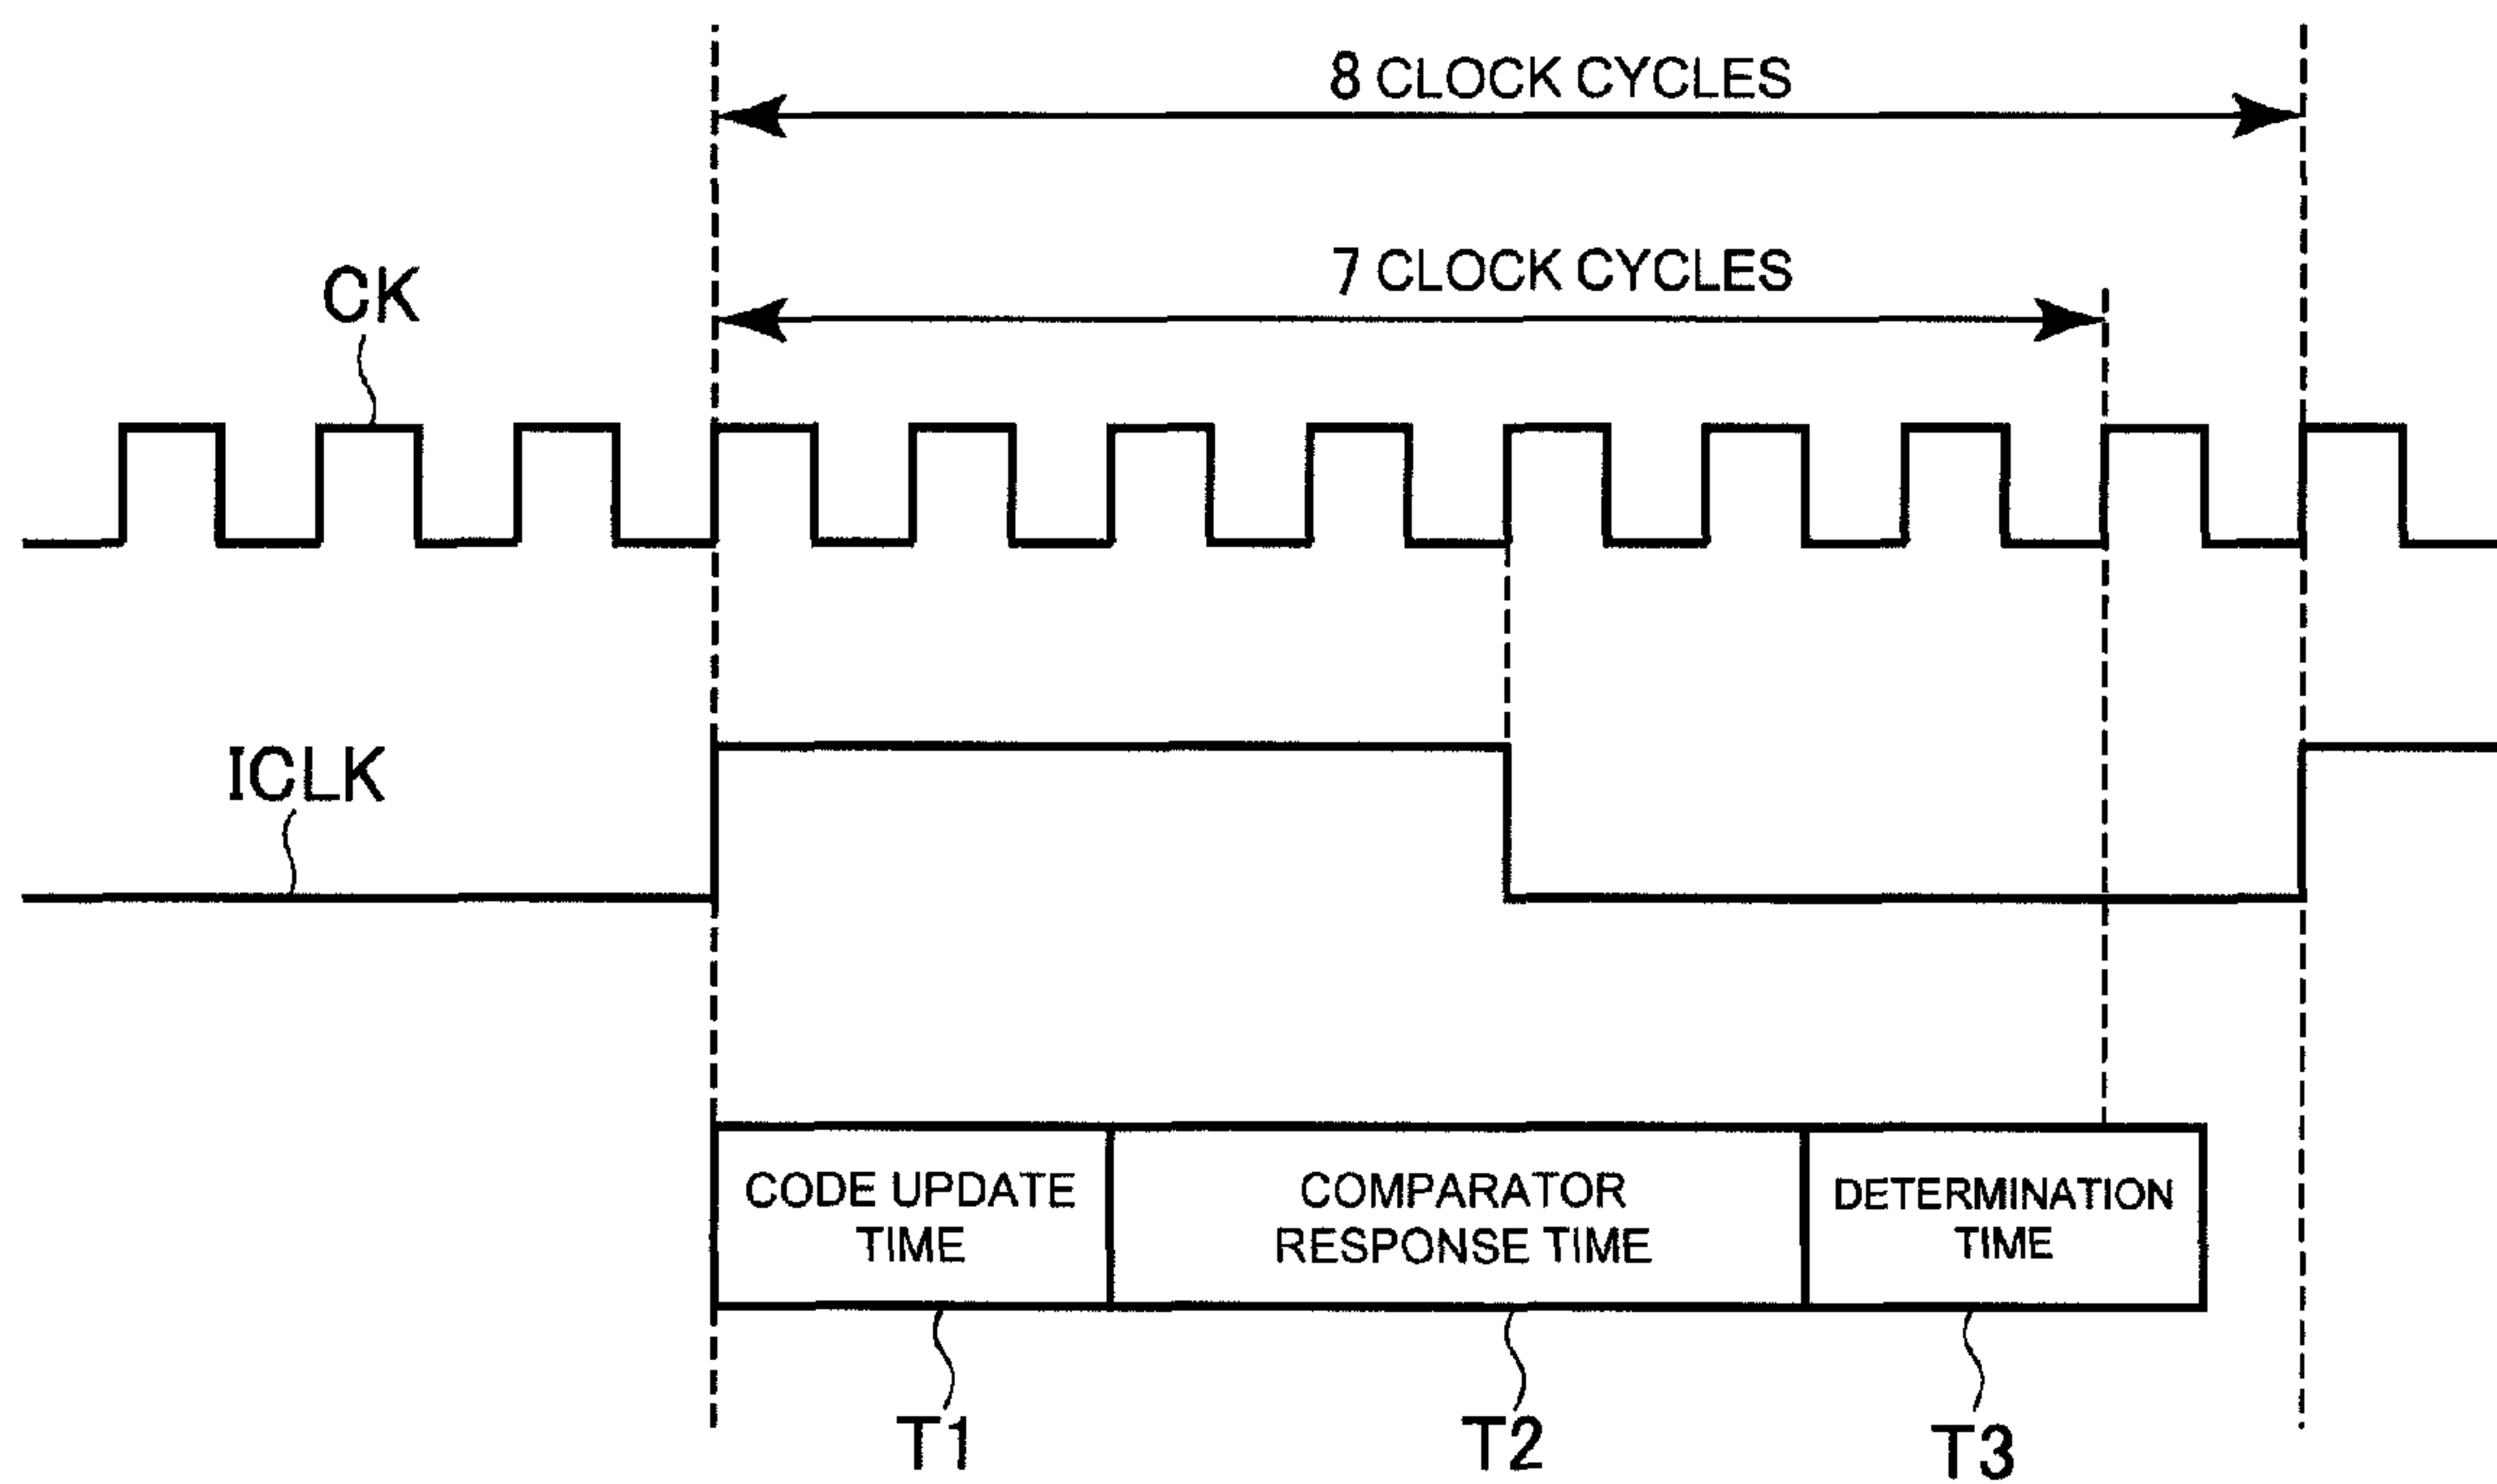 8 CLOCK CYCLES
7 CLOCK CYCLES
CK
ICLK
CODE UPDATE
TIME
COMPARATOR
RESPONSE TIME
DETERMINATION
TIME
T1
T2
T3